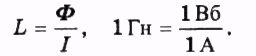 L = Ф/I, 1 Гн = 1 Вб/1 А.